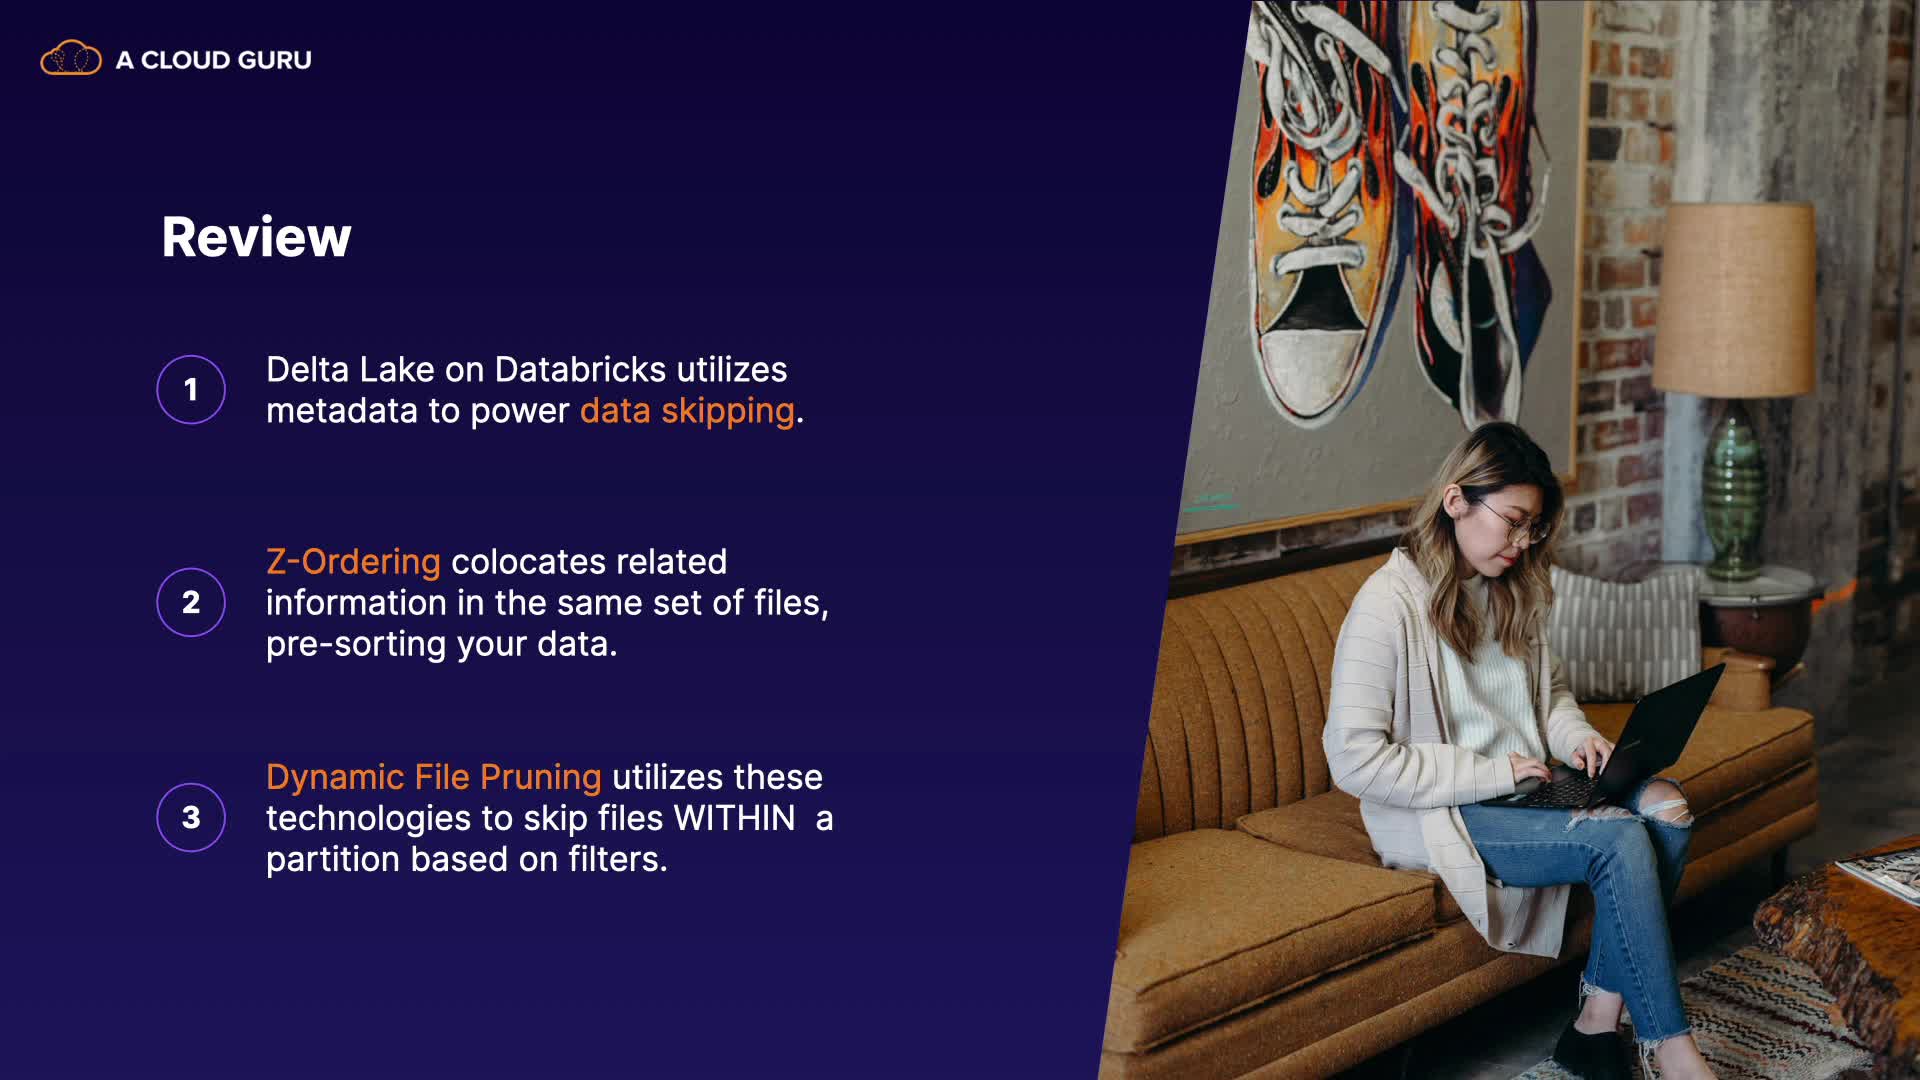 A CLOUD GURU
Review
1
Delta Lake on Databricks utilizes
metadata to power data skipping.
2
Z-Ordering colocates related
information in the same set of files,
pre-sorting your data.
3
Dynamic File Pruning utilizes these
technologies to skip files WITHIN  a
partition based on filters.